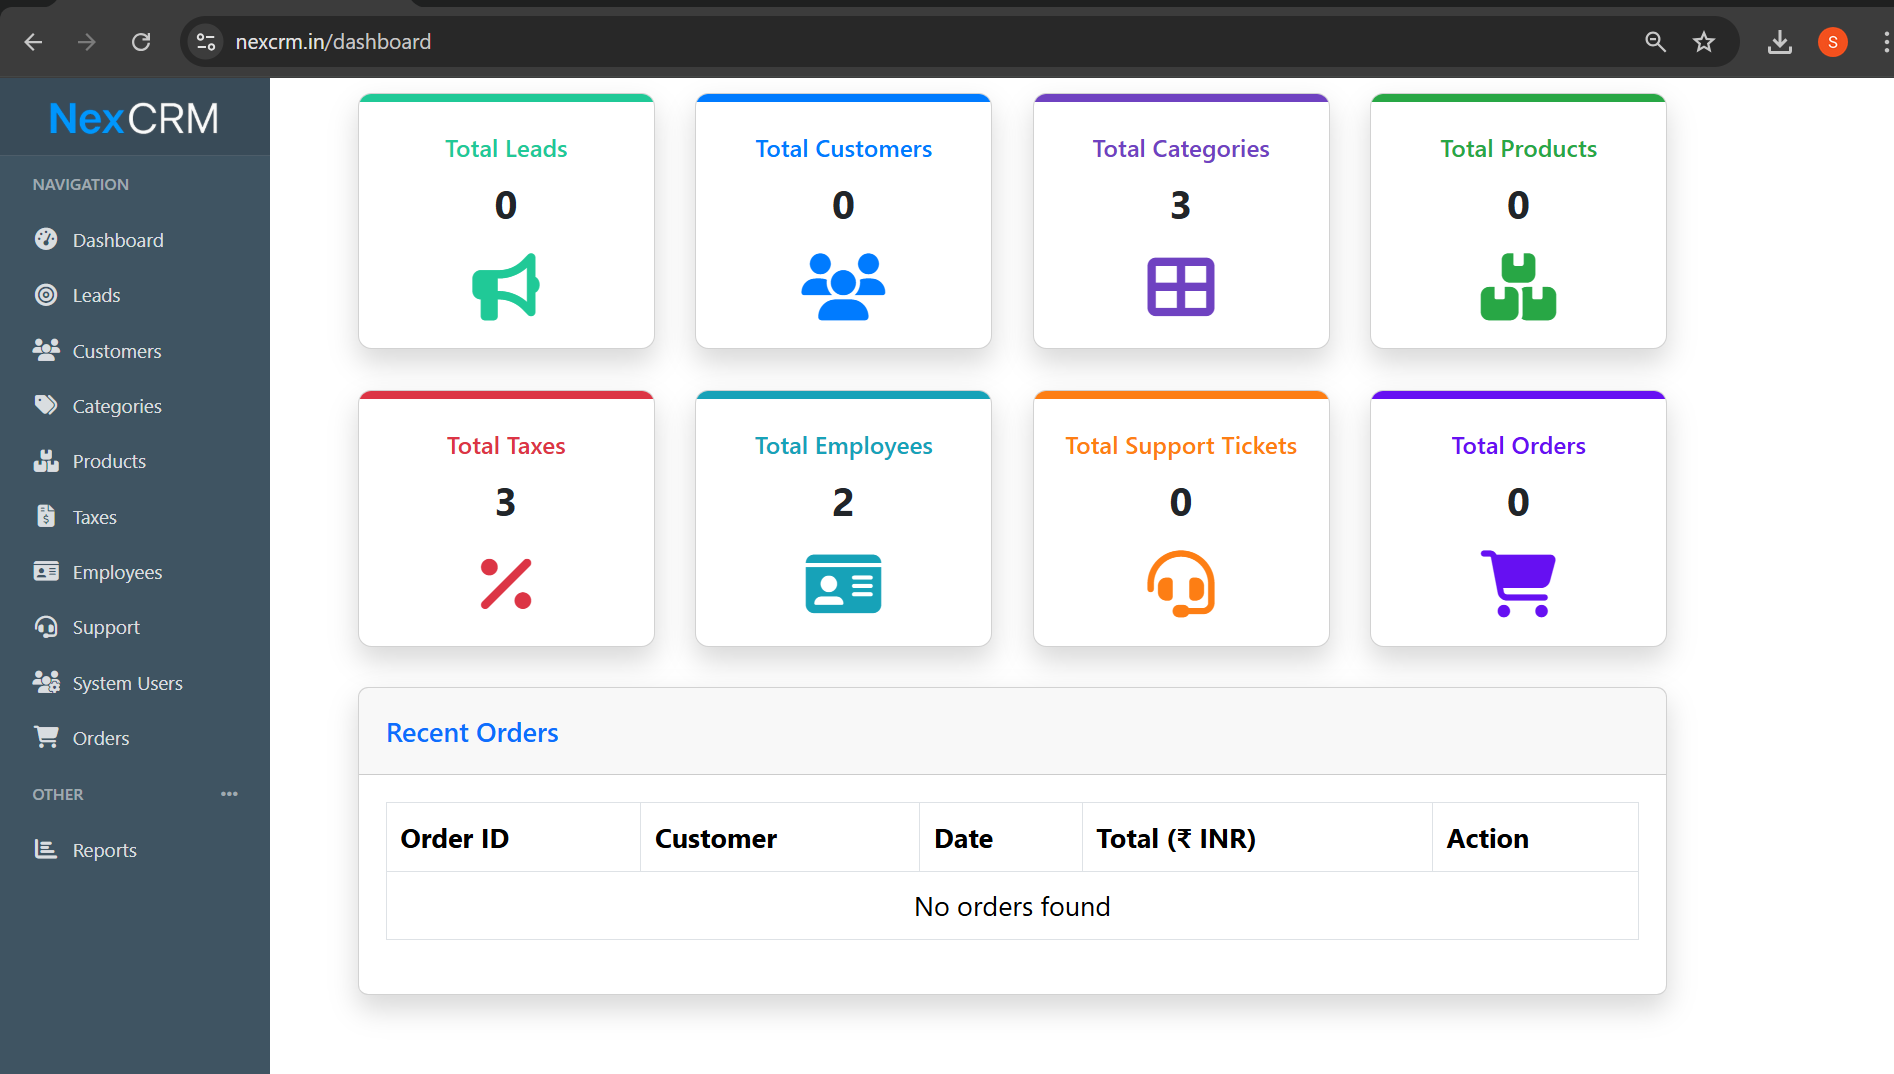 nexcrm.in/dashboard
S
NexCRM
NAVIGATION
Dashboard
Leads
Customers
Categories
Products
Taxes
Employees
Support
System Users
Orders
OTHER
Reports
Total Leads
0
Total Customers
0
Total Categories
3
Total Products
0
Total Taxes
3
Total Employees
2
Total Support Tickets
0
Total Orders
0
Recent Orders
Order ID Customer Date Total (₹ INR) Action
No orders found